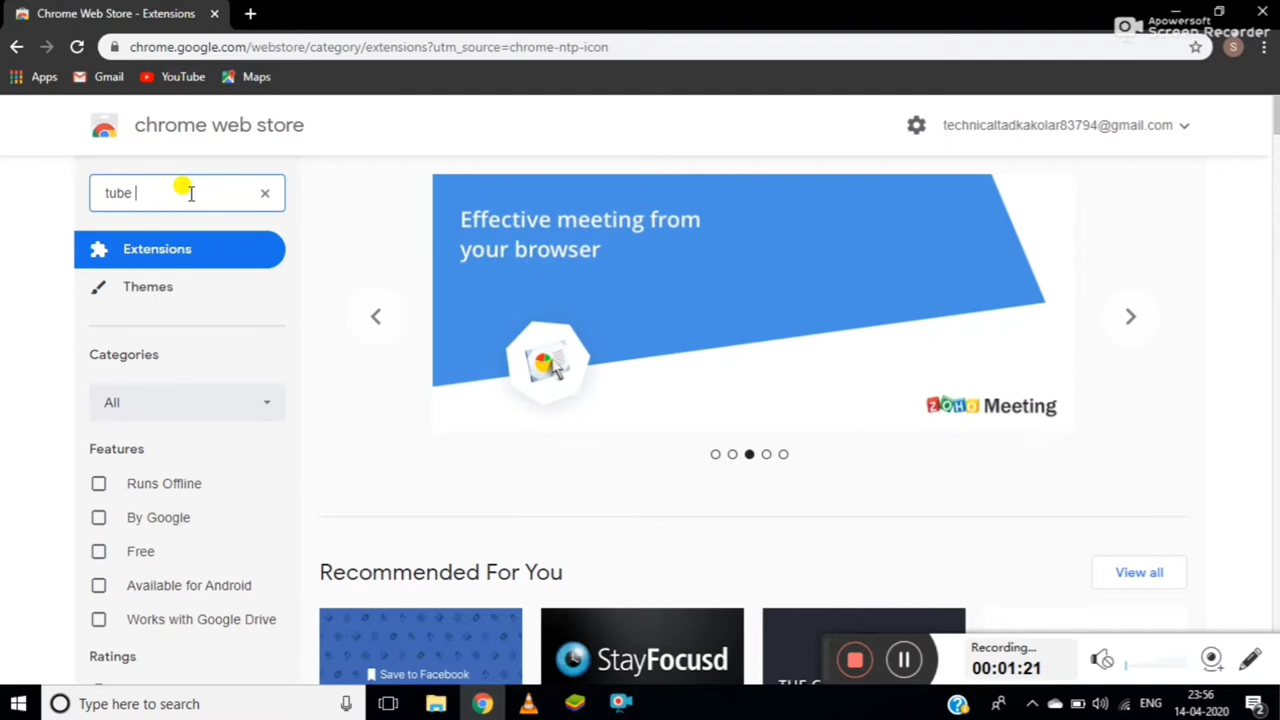 Chrome Web Store - Extensions
Apowersoft
Screen Recorder
chrome.google.com/webstore/category/extensions?utm_source=chrome-ntp-icon
S
Apps Gmail YouTube Maps
chrome web store
technicaltadkakolar83794@gmail.com
tube
Effective meeting from
your browser
Extensions
Themes
Categories
All
ZOHO Meeting
Features
Runs Offline
By Google
Free
Recommended For You
View all
Available for Android
Works with Google Drive
Ratings
Save to Facebook
StayFocusd
Recording...
00:01:21
Type here to search
ENG
23:56
14-04-2020
2